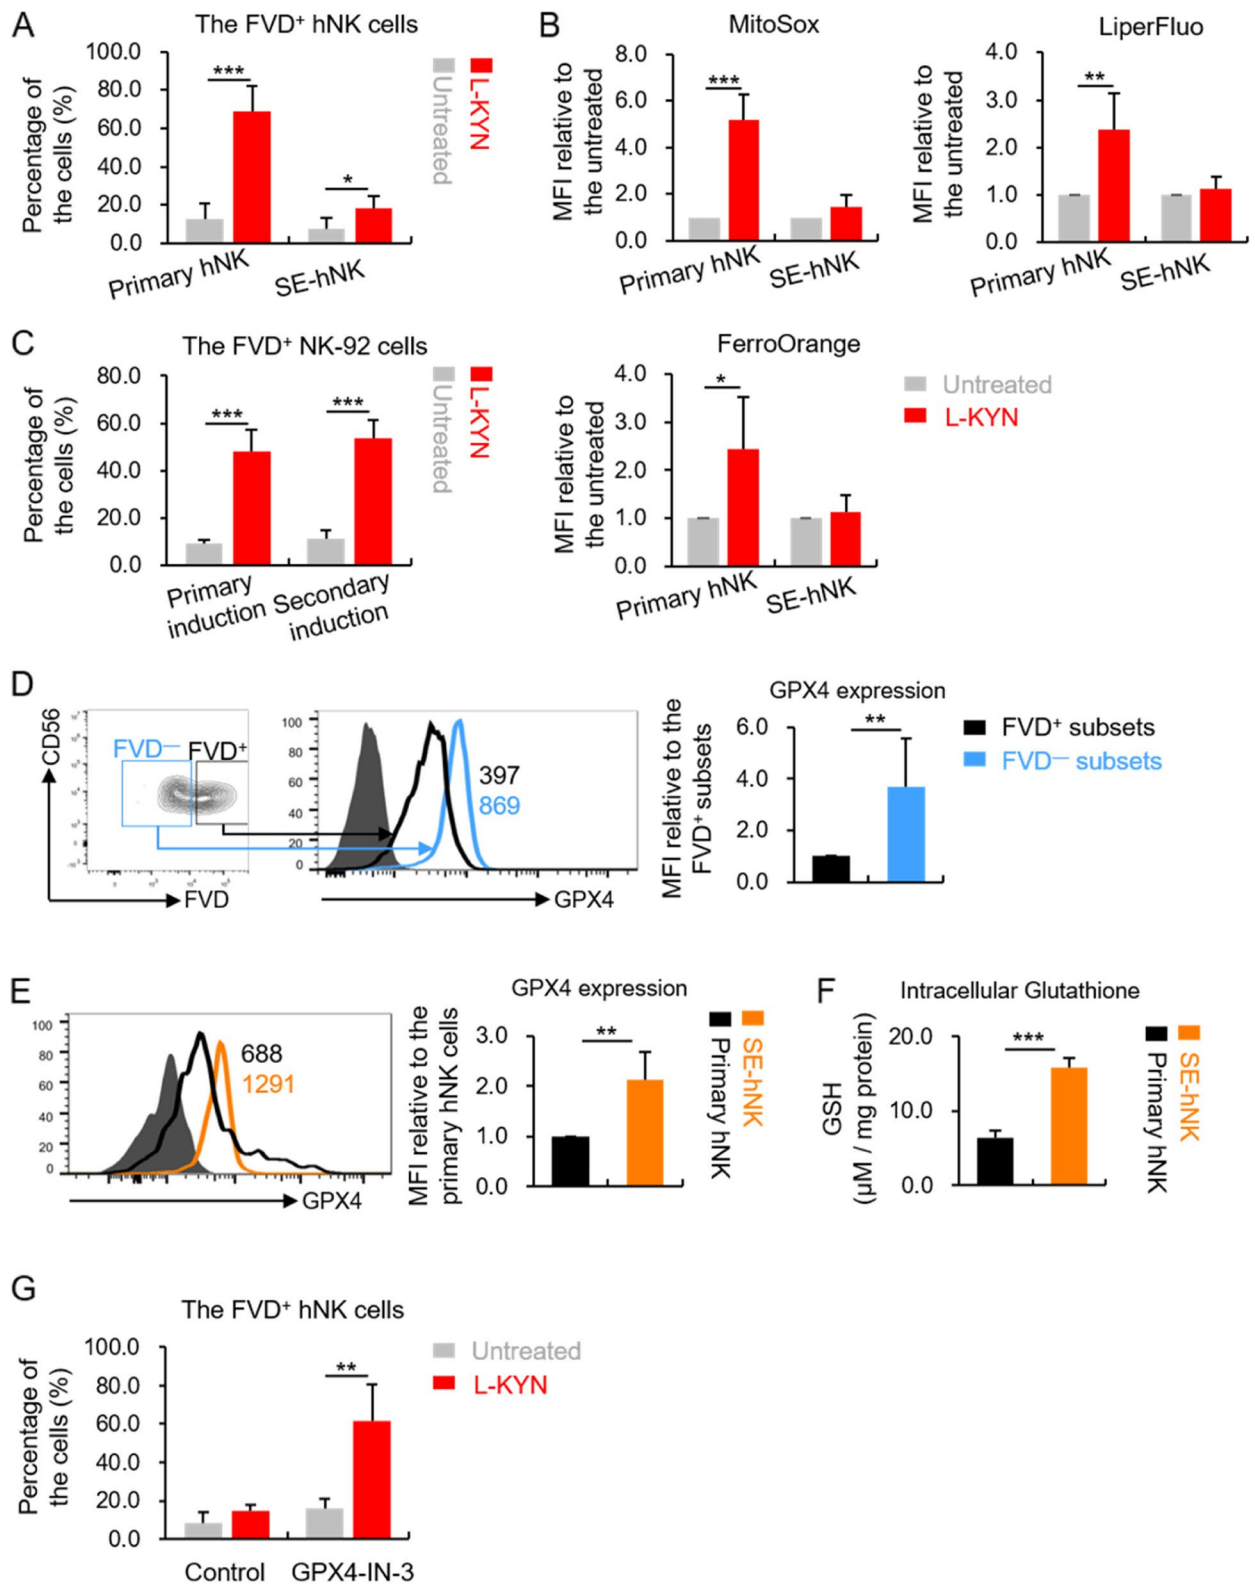 A
The FVD+ hNK cells
Percentage of
the cells (%)
100.0
80.0
60.0
40.0
20.0
0.0
***
*
Primary hNK
SE-hNK
Untreated
L-KYN
B
MitoSox
MFI relative to
the untreated
8.0
6.0
4.0
2.0
0.0
***
Primary hNK
SE-hNK
LiperFluo
MFI relative to
the untreated
4.0
3.0
2.0
1.0
0.0
**
Primary hNK
SE-hNK
C
The FVD+ NK-92 cells
Percentage of
the cells (%)
80.0
60.0
40.0
20.0
0.0
***
***
Primary
induction
Secondary
induction
Untreated
L-KYN
FerroOrange
MFI relative to
the untreated
4.0
3.0
2.0
1.0
0.0
*
Primary hNK
SE-hNK
Untreated
L-KYN
D
CD56
FVD—
FVD+
FVD
100
80
60
40
20
0
397
869
GPX4
GPX4 expression
MFI relative to the
FVD+ subsets
6.0
4.0
2.0
0.0
**
FVD+ subsets
FVD— subsets
E
100
80
60
40
20
0
688
1291
GPX4
GPX4 expression
MFI relative to the
primary hNK cells
3.0
2.0
1.0
0.0
**
Primary hNK
SE-hNK
F
Intracellular Glutathione
GSH
(μM / mg protein)
20.0
10.0
0.0
***
Primary hNK
SE-hNK
G
The FVD+ hNK cells
Percentage of
the cells (%)
100.0
80.0
60.0
40.0
20.0
0.0
**
Control
GPX4-IN-3
Untreated
L-KYN